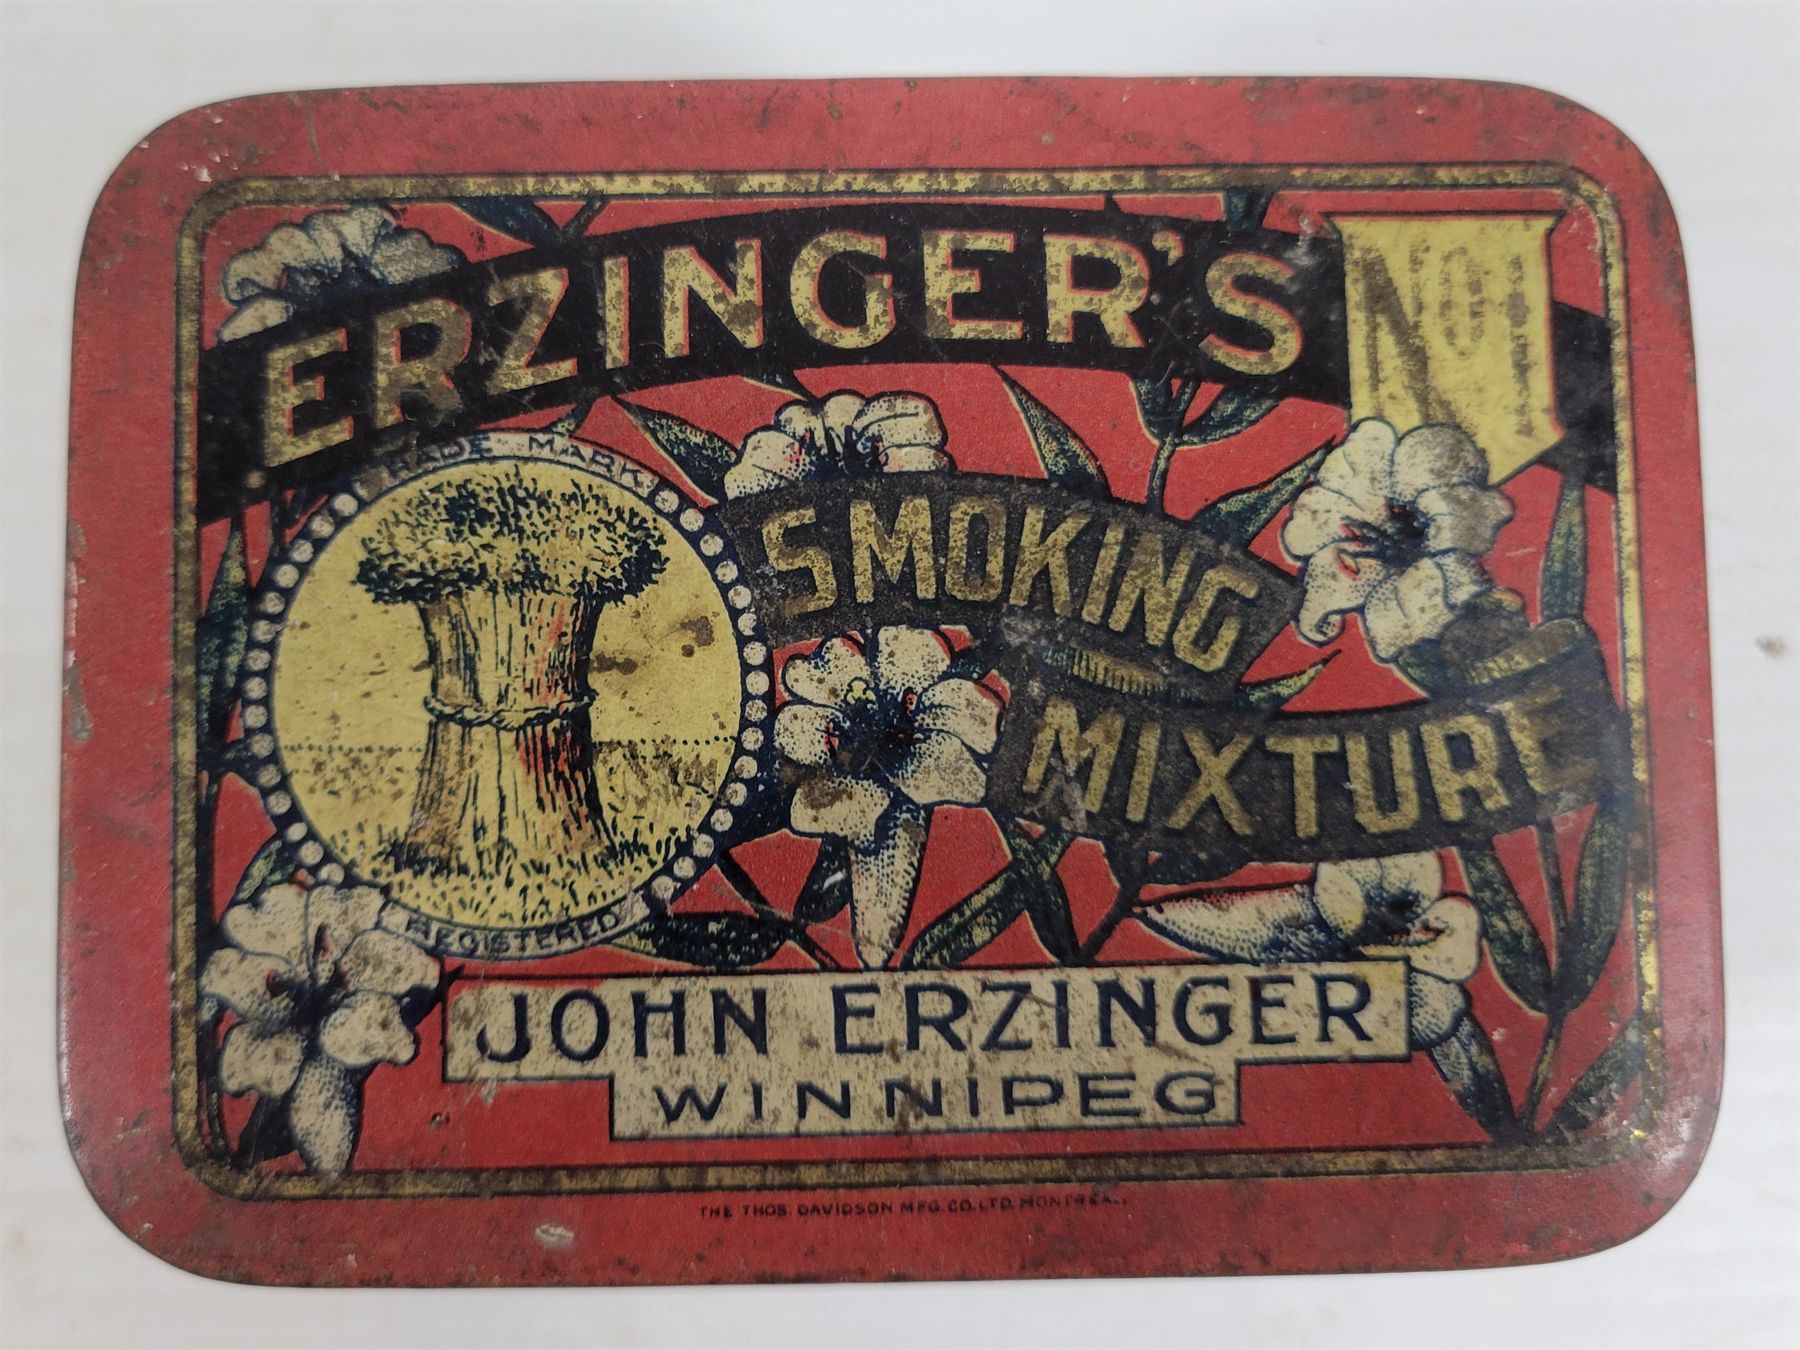 ERZINGER'S
No 1
TRADE MARK
SMOKING
MIXTURE
REGISTERED
JOHN ERZINGER
WINNIPEG
THE THOS. DAVIDSON MFG. CO. LTD. MONTREAL.